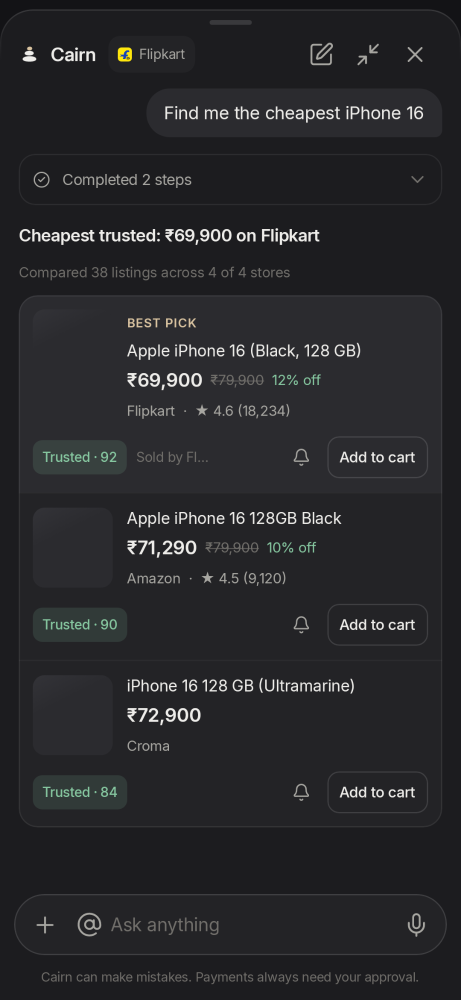 Cairn
Flipkart
Find me the cheapest iPhone 16
Completed 2 steps
Cheapest trusted: ₹69,900 on Flipkart
Compared 38 listings across 4 of 4 stores
BEST PICK
Apple iPhone 16 (Black, 128 GB)
₹69,900 ₹79,900 12% off
Flipkart · ★ 4.6 (18,234)
Trusted · 92 Sold by Fl... Add to cart
Apple iPhone 16 128GB Black
₹71,290 ₹79,900 10% off
Amazon · ★ 4.5 (9,120)
Trusted · 90 Add to cart
iPhone 16 128 GB (Ultramarine)
₹72,900
Croma
Trusted · 84 Add to cart
@ Ask anything
Cairn can make mistakes. Payments always need your approval.